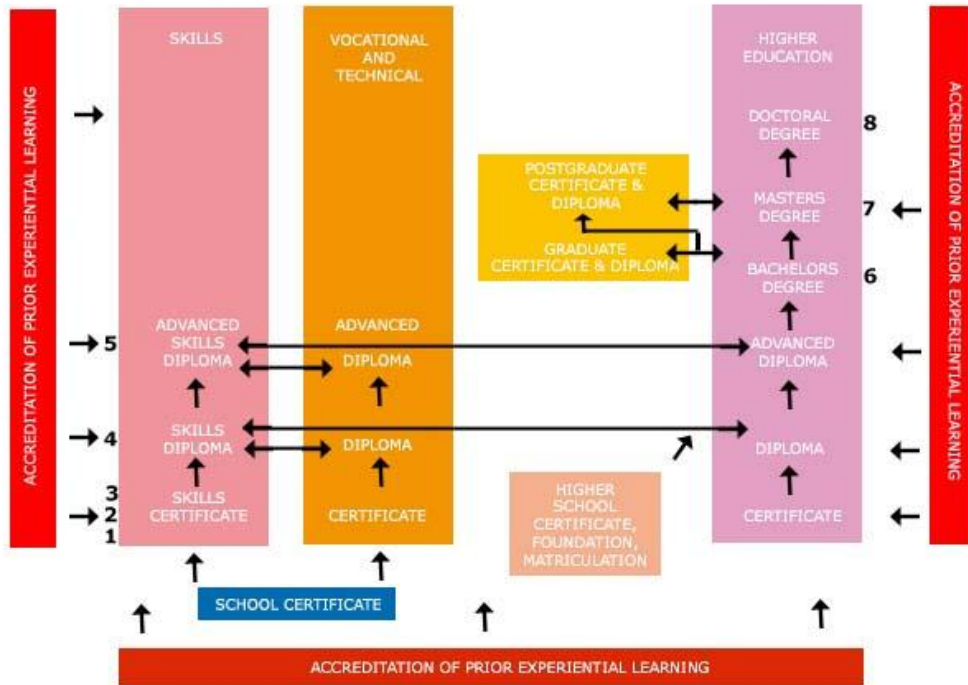 ACCREDITATION OF PRIOR EXPERIENTIAL LEARNING
SKILLS
ADVANCED
SKILLS
DIPLOMA
SKILLS
DIPLOMA
SKILLS
CERTIFICATE
5
4
3
2
1
VOCATIONAL
AND
TECHNICAL
ADVANCED
DIPLOMA
DIPLOMA
CERTIFICATE
SCHOOL CERTIFICATE
POSTGRADUATE
CERTIFICATE &
DIPLOMA
GRADUATE
CERTIFICATE & DIPLOMA
HIGHER
SCHOOL
CERTIFICATE,
FOUNDATION,
MATRICULATION
HIGHER
EDUCATION
DOCTORAL
DEGREE
MASTERS
DEGREE
BACHELORS
DEGREE
ADVANCED
DIPLOMA
DIPLOMA
CERTIFICATE
8
7
6
ACCREDITATION OF PRIOR EXPERIENTIAL LEARNING
ACCREDITATION OF PRIOR EXPERIENTIAL LEARNING